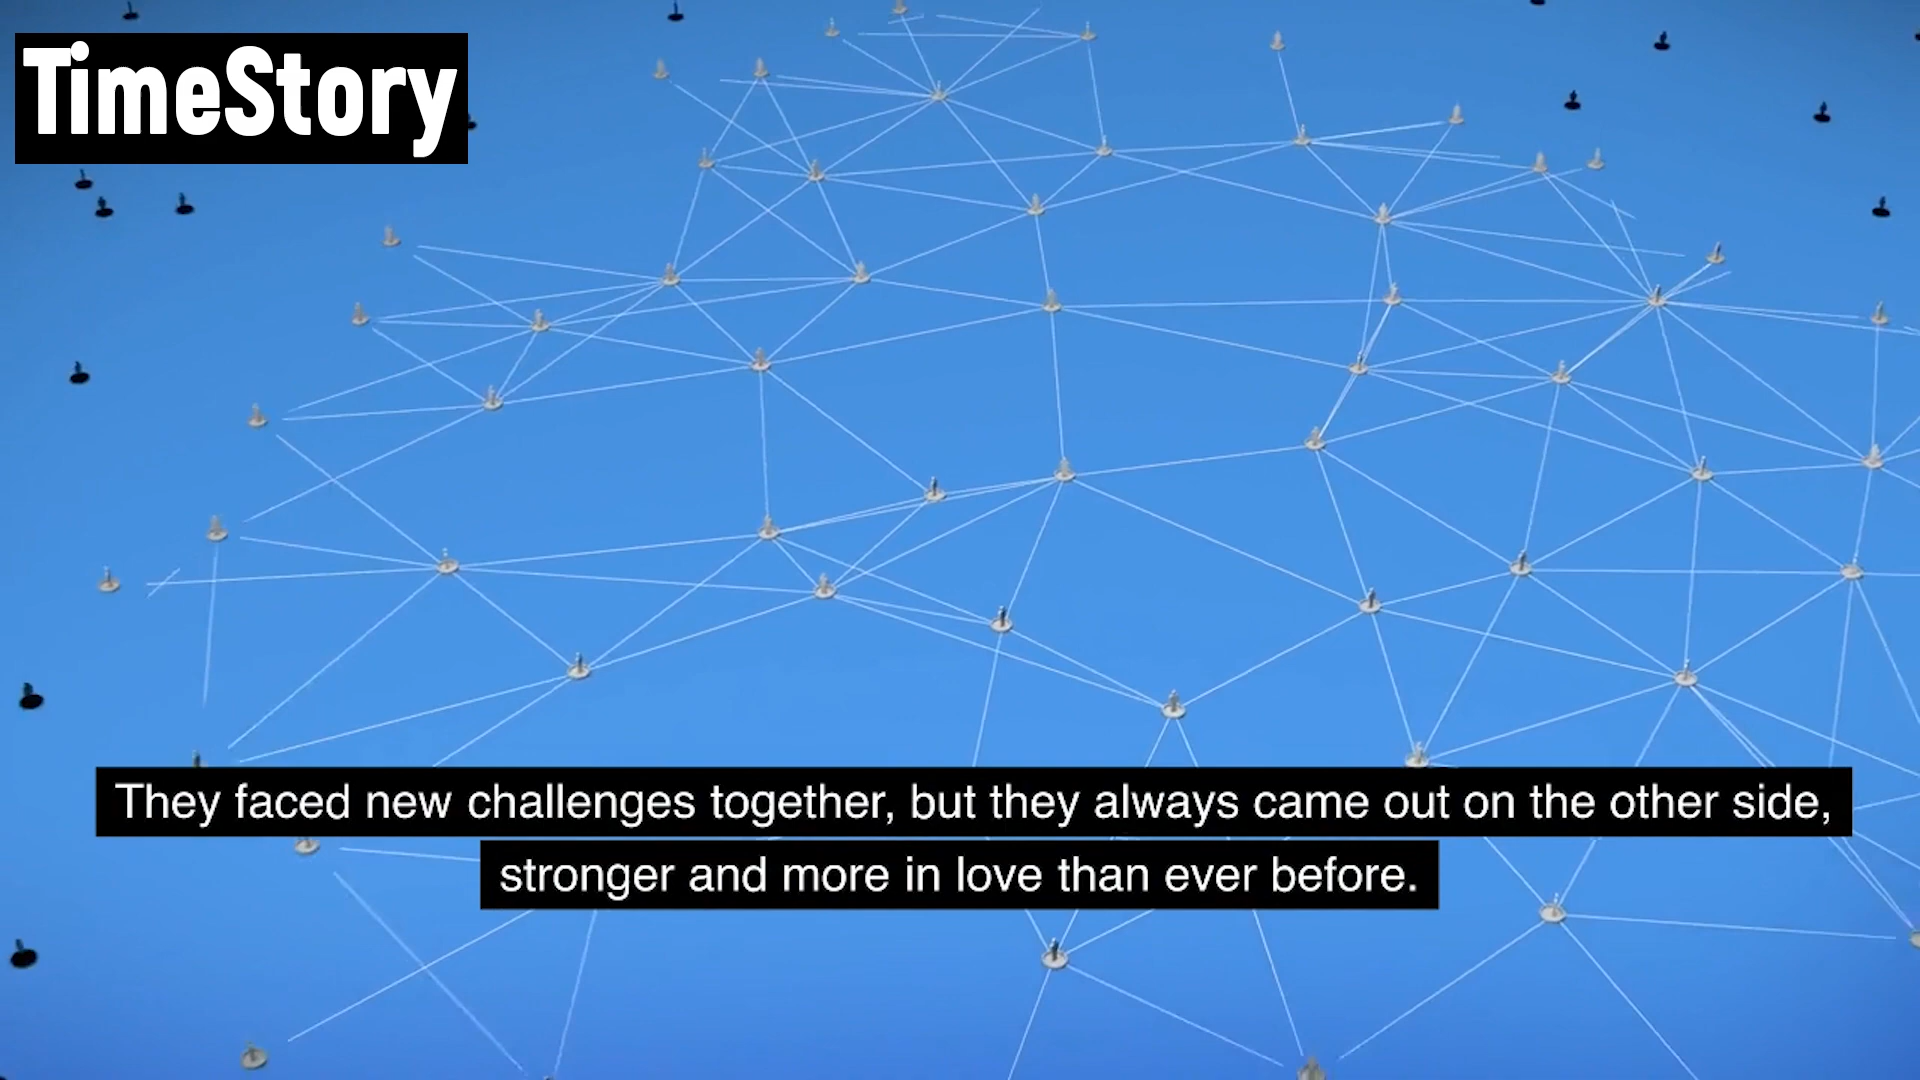 TimeStory
They faced new challenges together, but they always came out on the other side,
stronger and more in love than ever before.